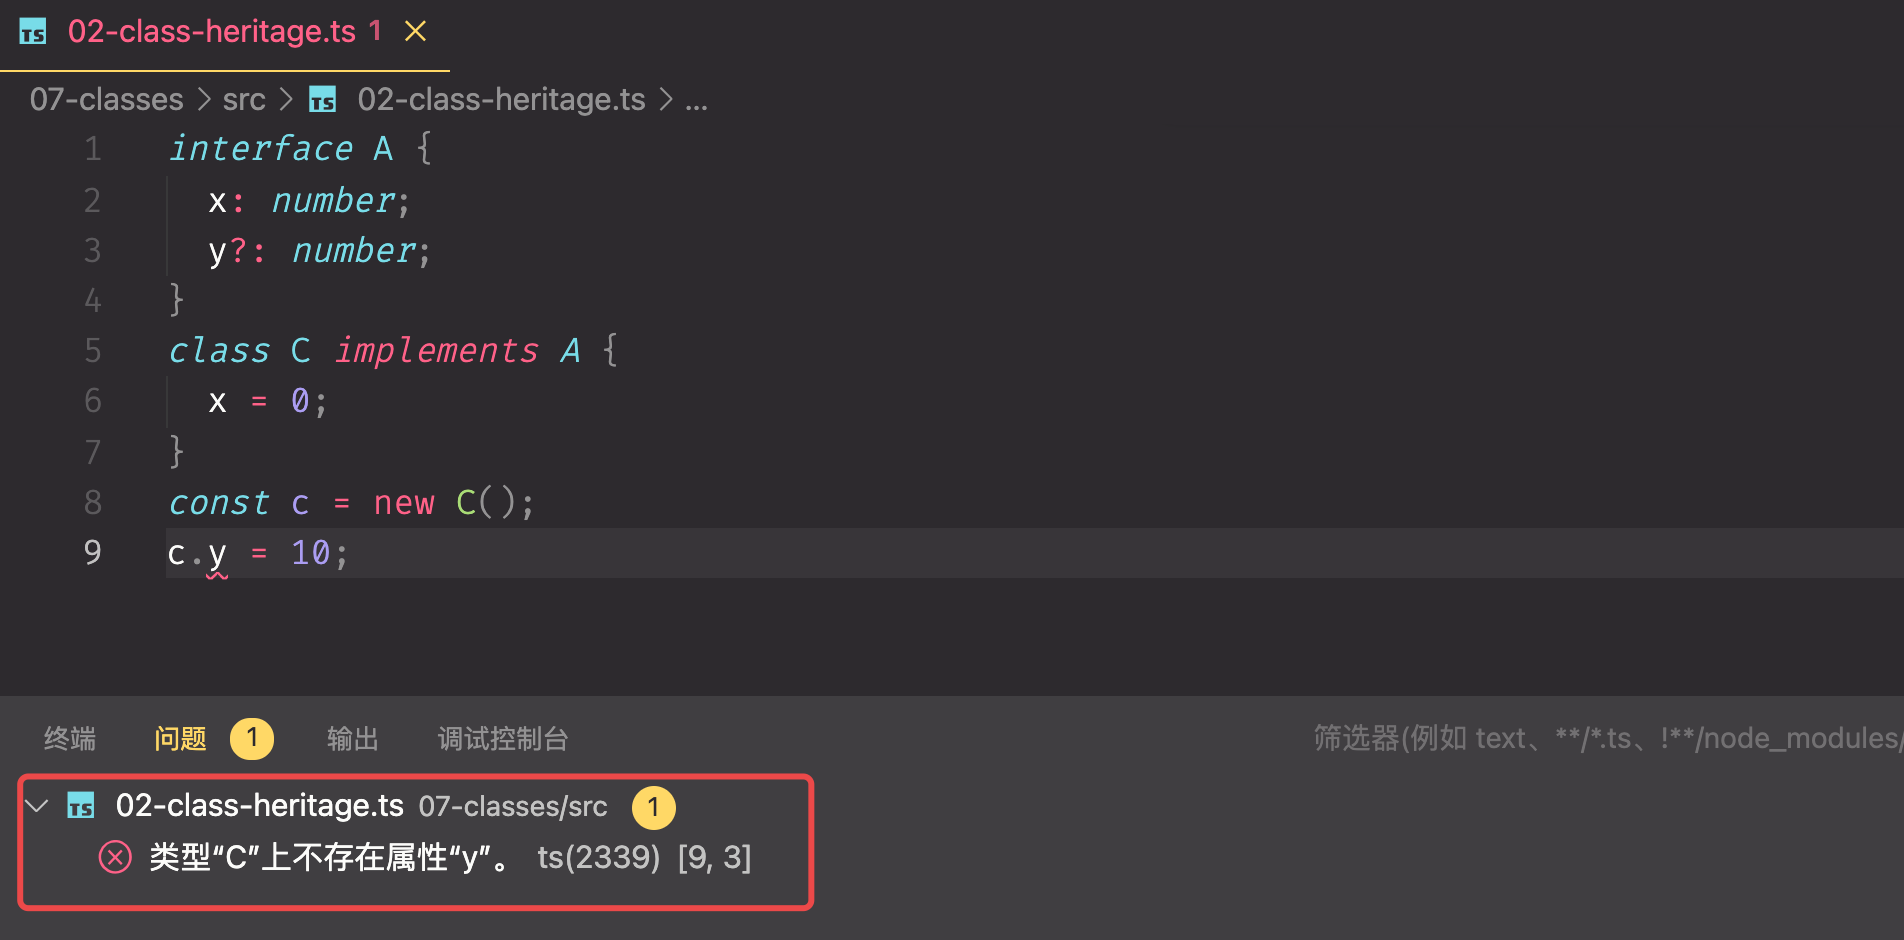 TS 02-class-heritage.ts 1
07-classes > src > TS 02-class-heritage.ts > ...
1 interface A {
2 x: number;
3 y?: number;
4 }
5 class C implements A {
6 x = 0;
7 }
8 const c = new C();
9 c.y = 10;
终端 问题 1 输出 调试控制台 筛选器(例如 text、**/*.ts、!**/node_modules/
TS 02-class-heritage.ts 07-classes/src 1
类型“C”上不存在属性“y”。 ts(2339) [9, 3]